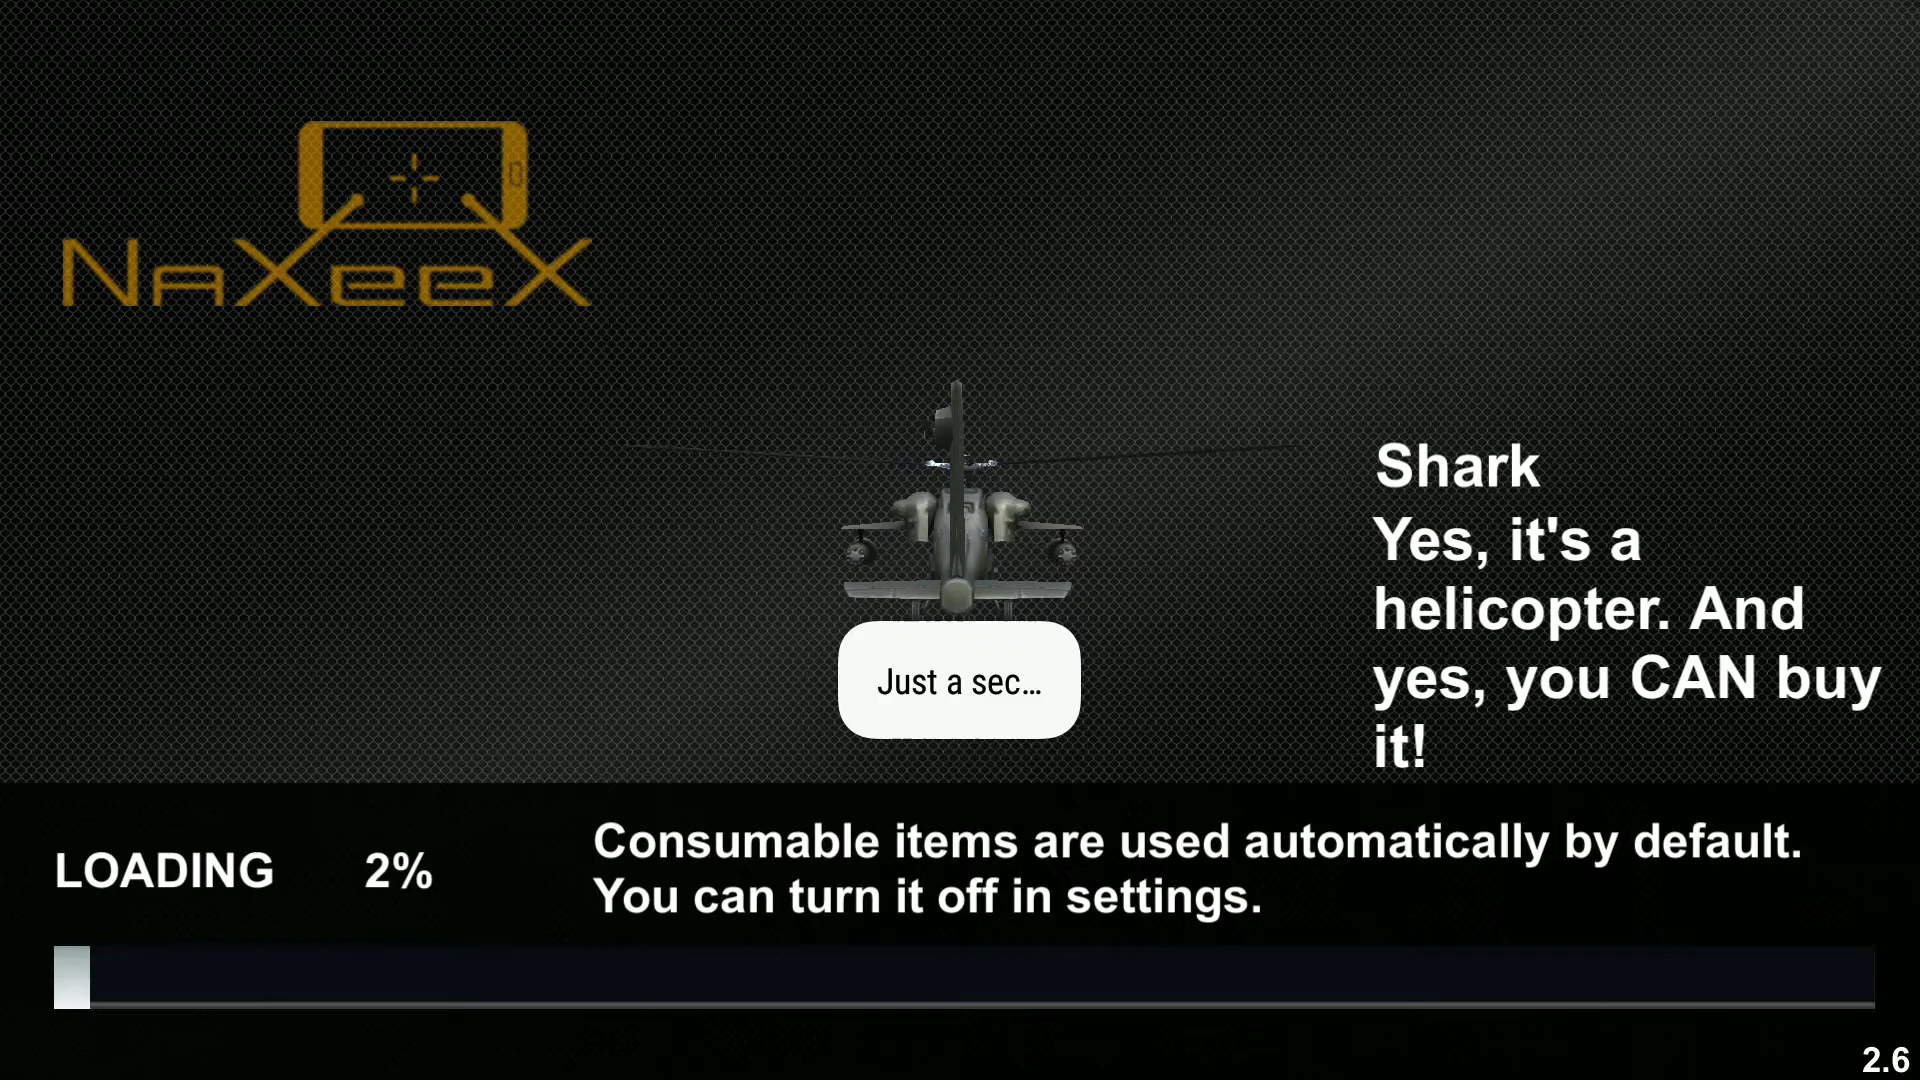 NaXeeX
Shark
Yes, it's a
helicopter. And
yes, you CAN buy
it!
Just a sec...
LOADING 2%
Consumable items are used automatically by default.
You can turn it off in settings.
2.6